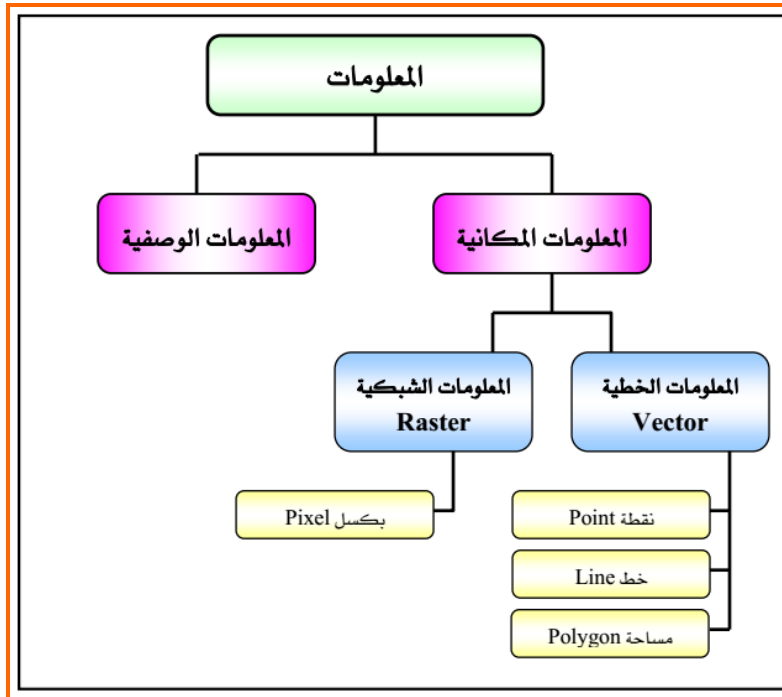 المعلومات
المعلومات المكانية
المعلومات الوصفية
المعلومات الخطية
Vector
المعلومات الشبكية
Raster
نقطة Point
خط Line
مساحة Polygon
بكسل Pixel